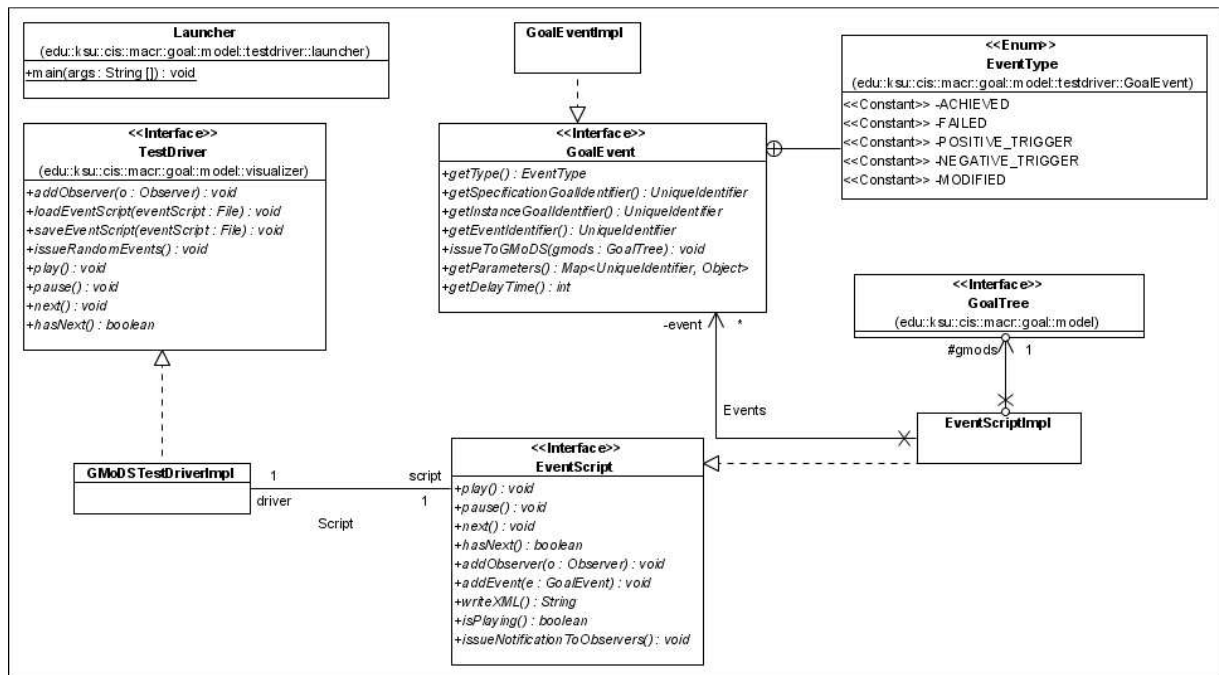 Launcher
(edu::ksu::cis::macr::goal::model::testdriver::launcher)
+main(args : String []) : void
GoalEventImpl
<<Enum>>
EventType
(edu::ksu::cis::macr::goal::model::testdriver::GoalEvent)
<<Constant>> -ACHIEVED
<<Constant>> -FAILED
<<Constant>> -POSITIVE_TRIGGER
<<Constant>> -NEGATIVE_TRIGGER
<<Constant>> -MODIFIED
<<Interface>>
TestDriver
(edu::ksu::cis::macr::goal::model::visualizer)
+addObserver(o : Observer) : void
+loadEventScript(eventScript : File) : void
+saveEventScript(eventScript : File) : void
+issueRandomEvents() : void
+play() : void
+pause() : void
+next() : void
+hasNext() : boolean
<<Interface>>
GoalEvent
+getType() : EventType
+getSpecificationGoalIdentifier() : UniqueIdentifier
+getInstanceGoalIdentifier() : UniqueIdentifier
+getEventIdentifier() : UniqueIdentifier
+issueToGMoDS(gmods : GoalTree) : void
+getParameters() : Map<UniqueIdentifier, Object>
+getDelayTime() : int
<<Interface>>
GoalTree
(edu::ksu::cis::macr::goal::model)
-event *
#gmods 1
Events
EventScriptImpl
GMoDSTestDriverImpl
1
driver
Script
script
1
<<Interface>>
EventScript
+play() : void
+pause() : void
+next() : void
+hasNext() : boolean
+addObserver(o : Observer) : void
+addEvent(e : GoalEvent) : void
+writeXML() : String
+isPlaying() : boolean
+issueNotificationToObservers() : void